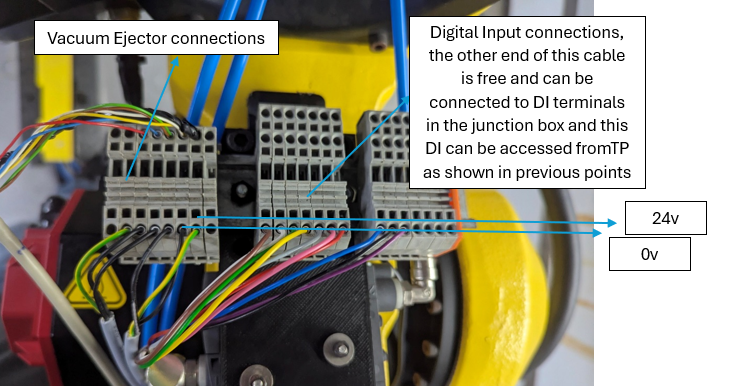 Vacuum Ejector connections
Digital Input connections,
the other end of this cable
is free and can be
connected to DI terminals
in the junction box and this
DI can be accessed fromTP
as shown in previous points
24v
0v